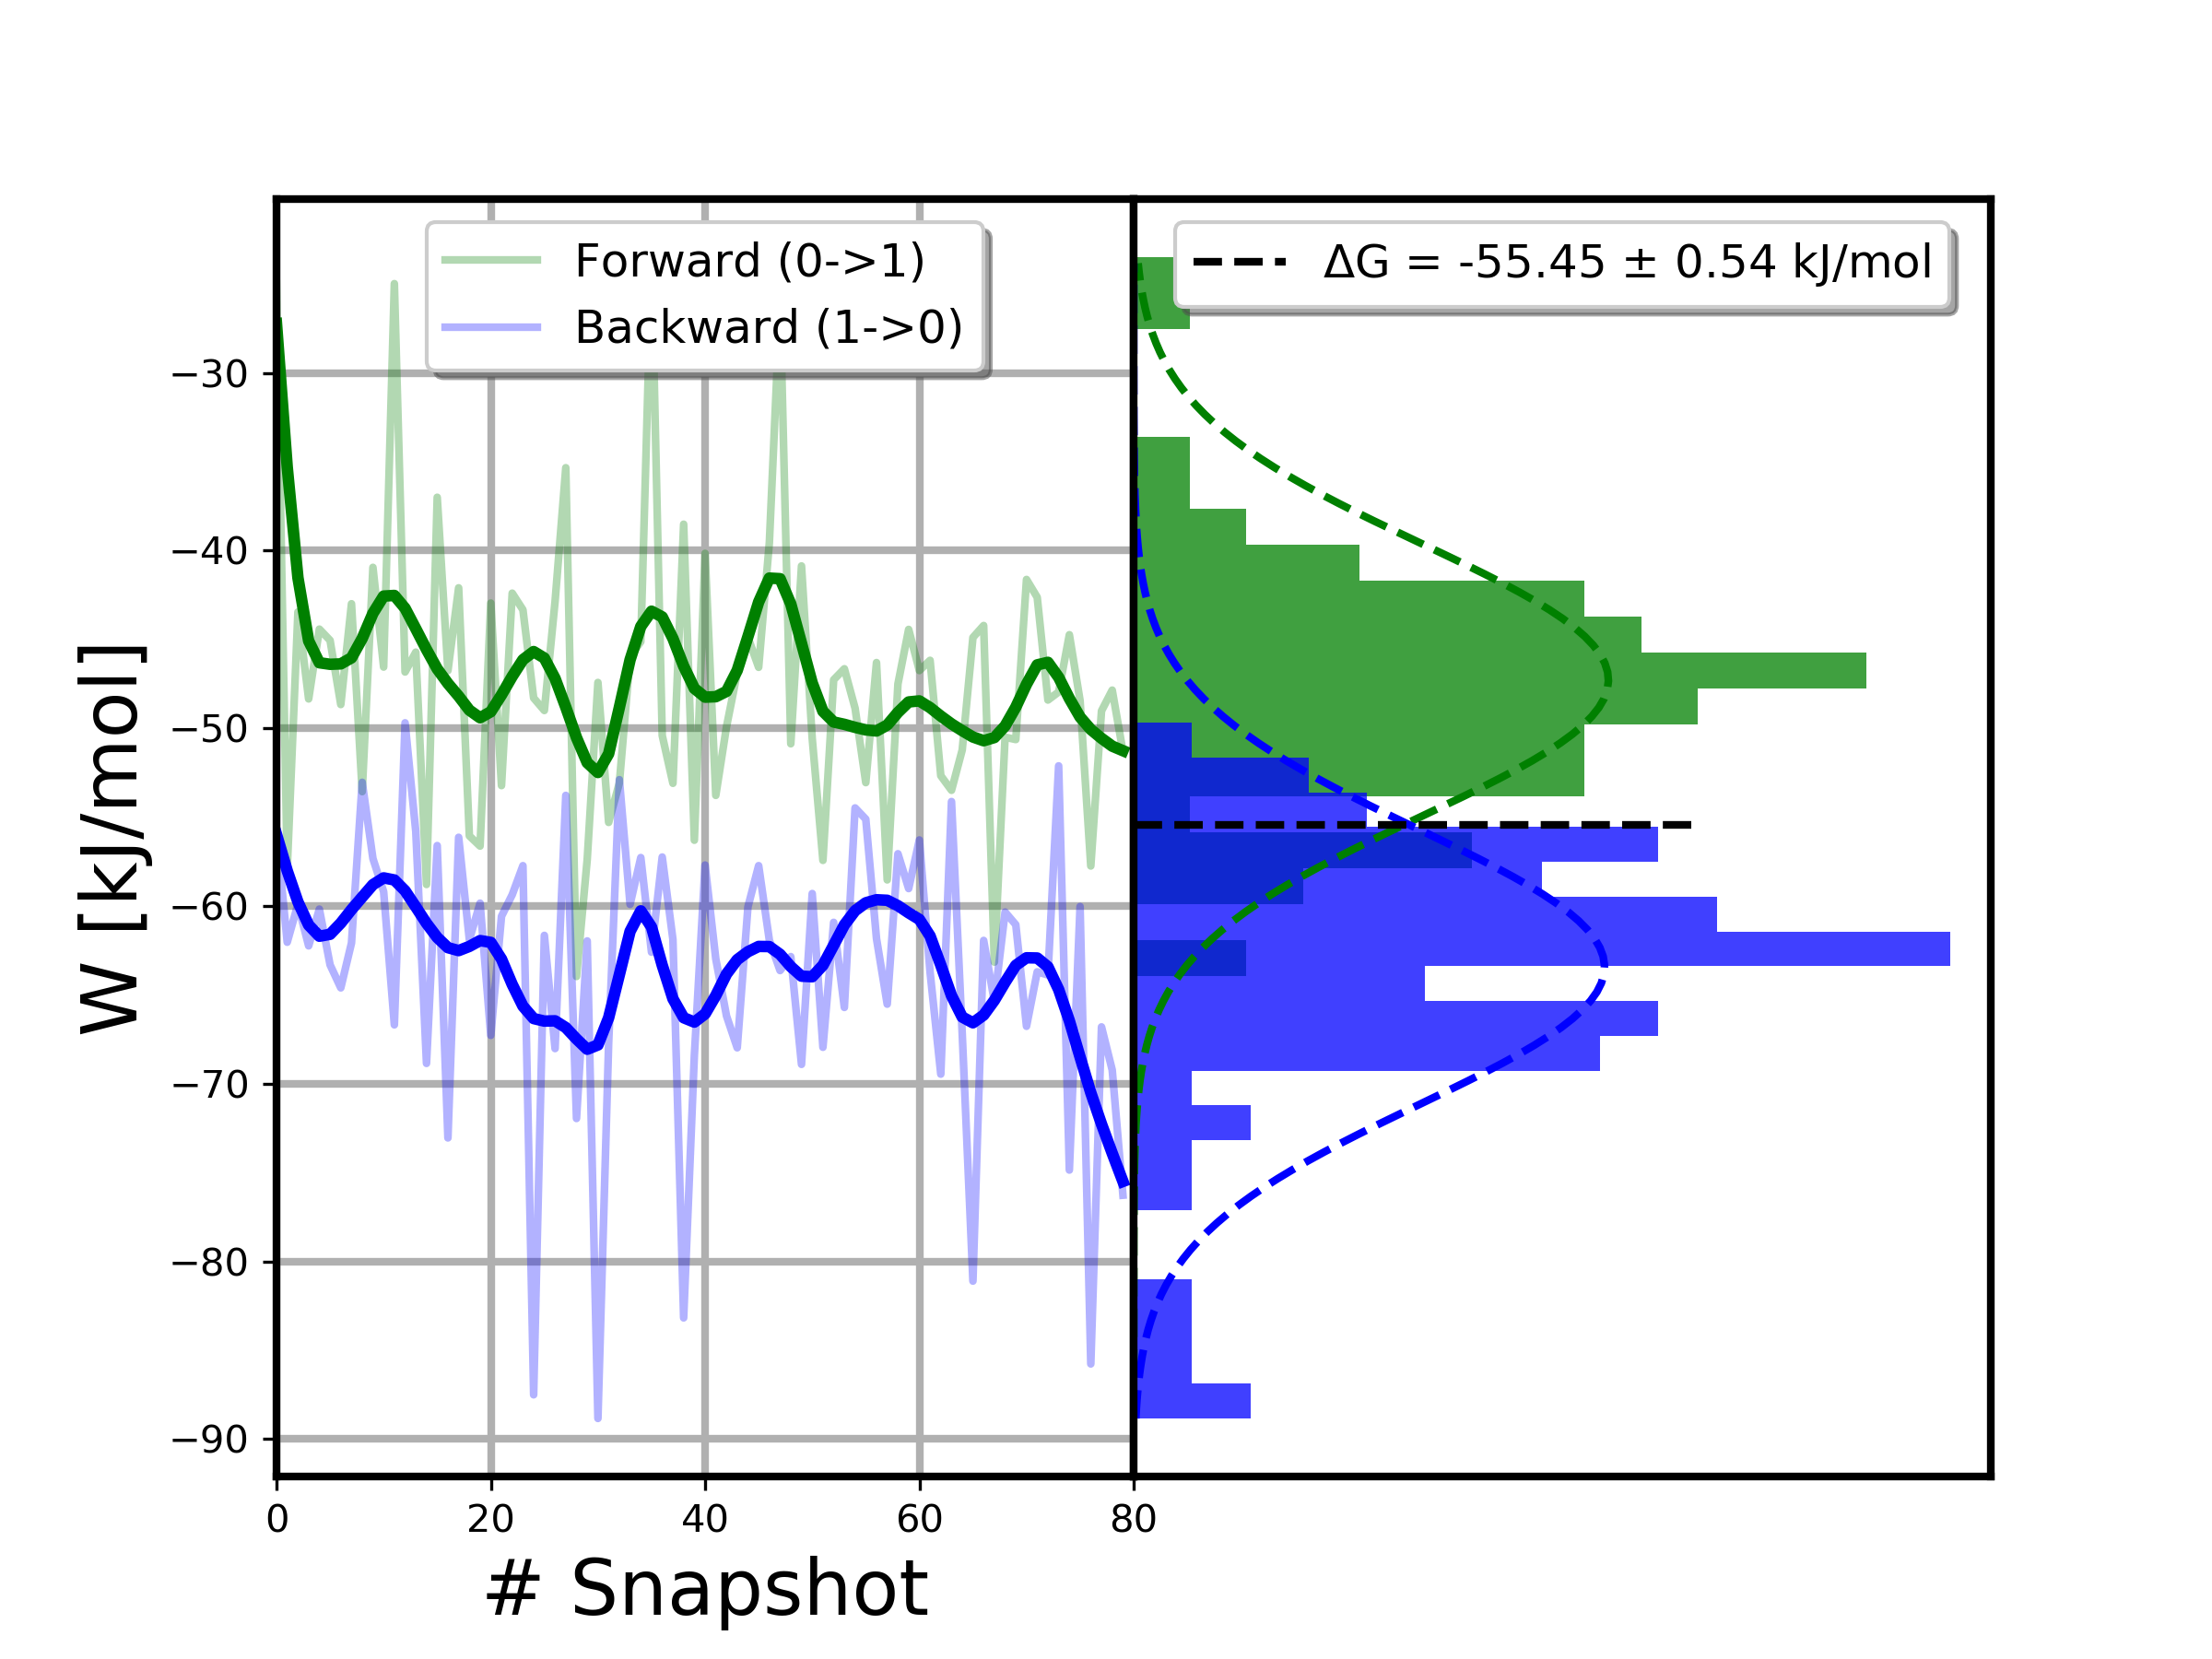 Forward (0->1)
Backward (1->0)
ΔG = -55.45 ± 0.54 kJ/mol
W [kJ/mol]
−30
−40
−50
−60
−70
−80
−90
0 20 40 60 80
# Snapshot